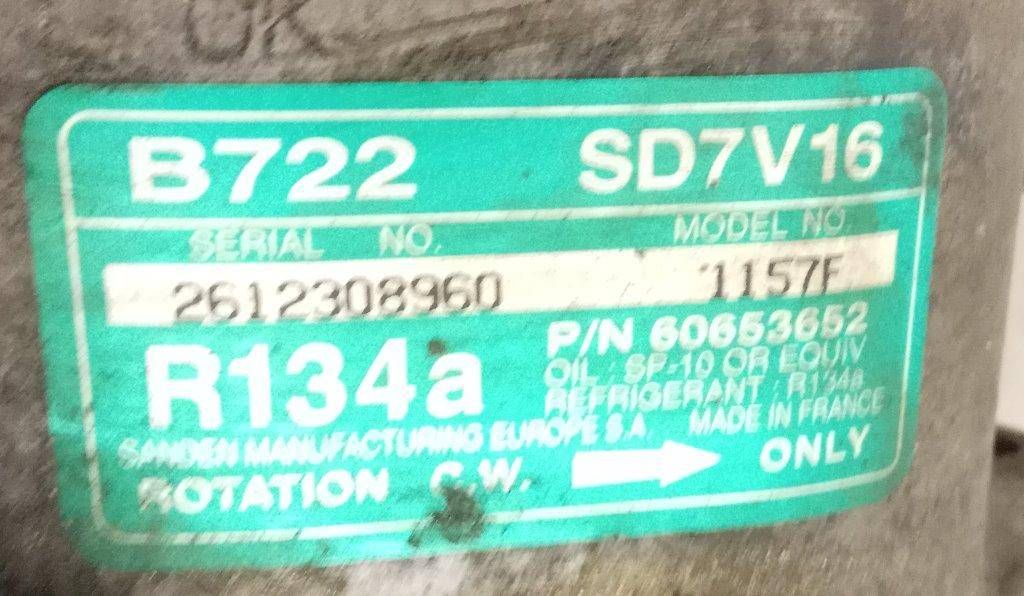 OK
B722 SD7V16
SERIAL NO. MODEL NO.
2612308960 1157F
R134a P/N 60653652
OIL : SP-10 OR EQUIV
REFRIGERANT : R134a
SANDEN MANUFACTURING EUROPE S.A. MADE IN FRANCE
ROTATION C.W. ONLY